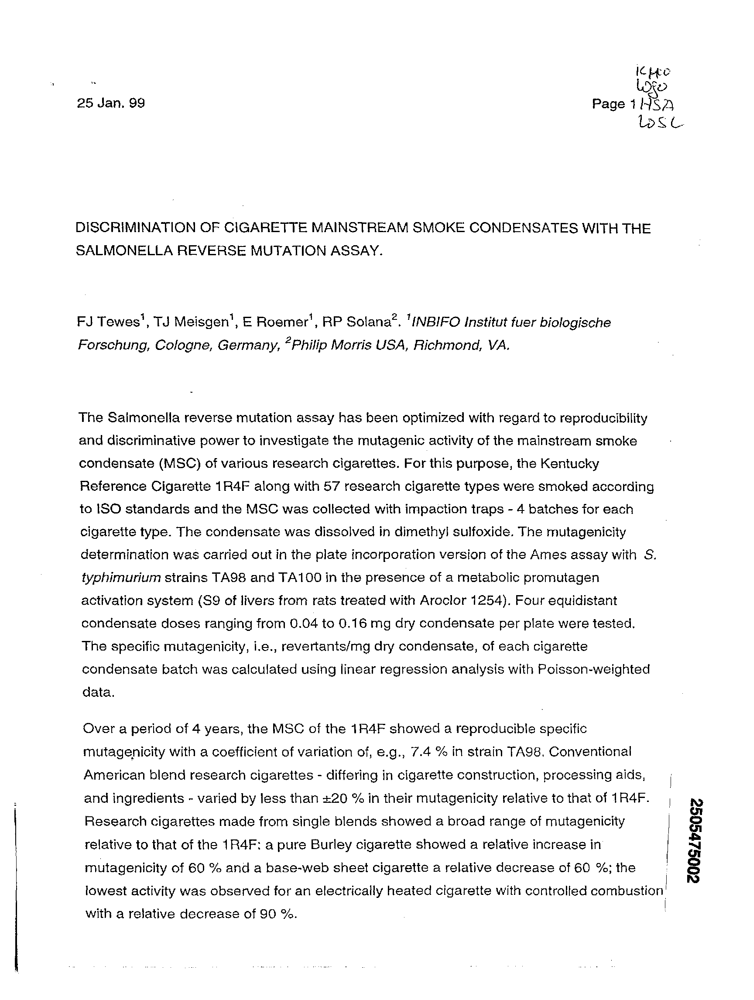 25 Jan. 99
Page 1 HSA
LDSC
DISCRIMINATION OF CIGARETTE MAINSTREAM SMOKE CONDENSATES WITH THE
SALMONELLA REVERSE MUTATION ASSAY.
FJ Tewes¹, TJ Meisgen¹, E Roemer¹, RP Solana². ¹INBIFO Institut fuer biologische
Forschung, Cologne, Germany, ²Philip Morris USA, Richmond, VA.
The Salmonella reverse mutation assay has been optimized with regard to reproducibility
and discriminative power to investigate the mutagenic activity of the mainstream smoke
condensate (MSC) of various research cigarettes. For this purpose, the Kentucky
Reference Cigarette 1R4F along with 57 research cigarette types were smoked according
to ISO standards and the MSC was collected with impaction traps - 4 batches for each
cigarette type. The condensate was dissolved in dimethyl sulfoxide. The mutagenicity
determination was carried out in the plate incorporation version of the Ames assay with S.
typhimurium strains TA98 and TA100 in the presence of a metabolic promutagen
activation system (S9 of livers from rats treated with Aroclor 1254). Four equidistant
condensate doses ranging from 0.04 to 0.16 mg dry condensate per plate were tested.
The specific mutagenicity, i.e., revertants/mg dry condensate, of each cigarette
condensate batch was calculated using linear regression analysis with Poisson-weighted
data.
Over a period of 4 years, the MSC of the 1R4F showed a reproducible specific
mutagenicity with a coefficient of variation of, e.g., 7.4 % in strain TA98. Conventional
American blend research cigarettes - differing in cigarette construction, processing aids,
and ingredients - varied by less than ±20 % in their mutagenicity relative to that of 1R4F.
Research cigarettes made from single blends showed a broad range of mutagenicity
relative to that of the 1R4F: a pure Burley cigarette showed a relative increase in
mutagenicity of 60 % and a base-web sheet cigarette a relative decrease of 60 %; the
lowest activity was observed for an electrically heated cigarette with controlled combustion
with a relative decrease of 90 %.
2505475002